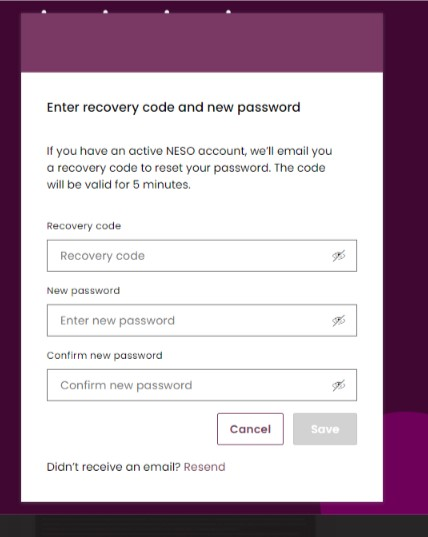 Enter recovery code and new password
If you have an active NESO account, we'll email you
a recovery code to reset your password. The code
will be valid for 5 minutes.
Recovery code
Recovery code
New password
Enter new password
Confirm new password
Confirm new password
Cancel Save
Didn't receive an email? Resend